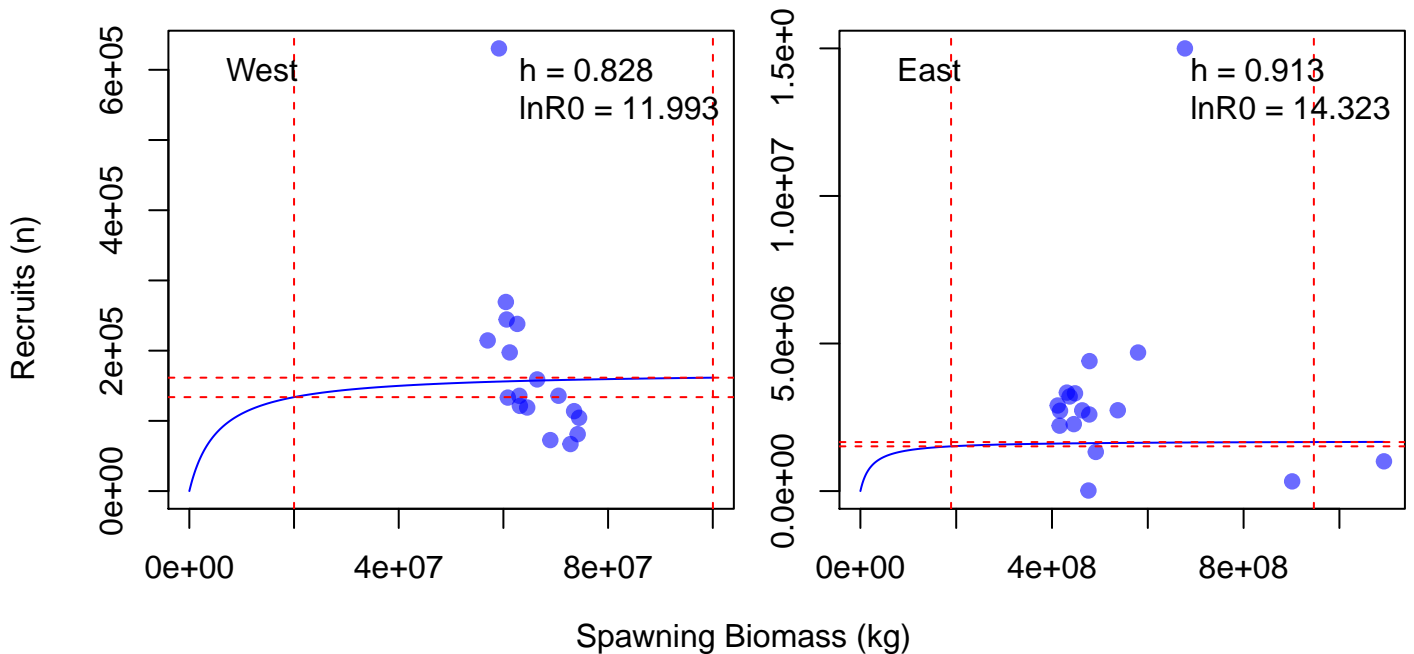 West
h = 0.828
lnR0 = 11.993
East
h = 0.913
lnR0 = 14.323
Recruits (n)
6e+05
4e+05
2e+05
0e+00
1.5e+0
1.0e+07
5.0e+06
0.0e+00
0e+00 4e+07 8e+07
0e+00 4e+08 8e+08
Spawning Biomass (kg)